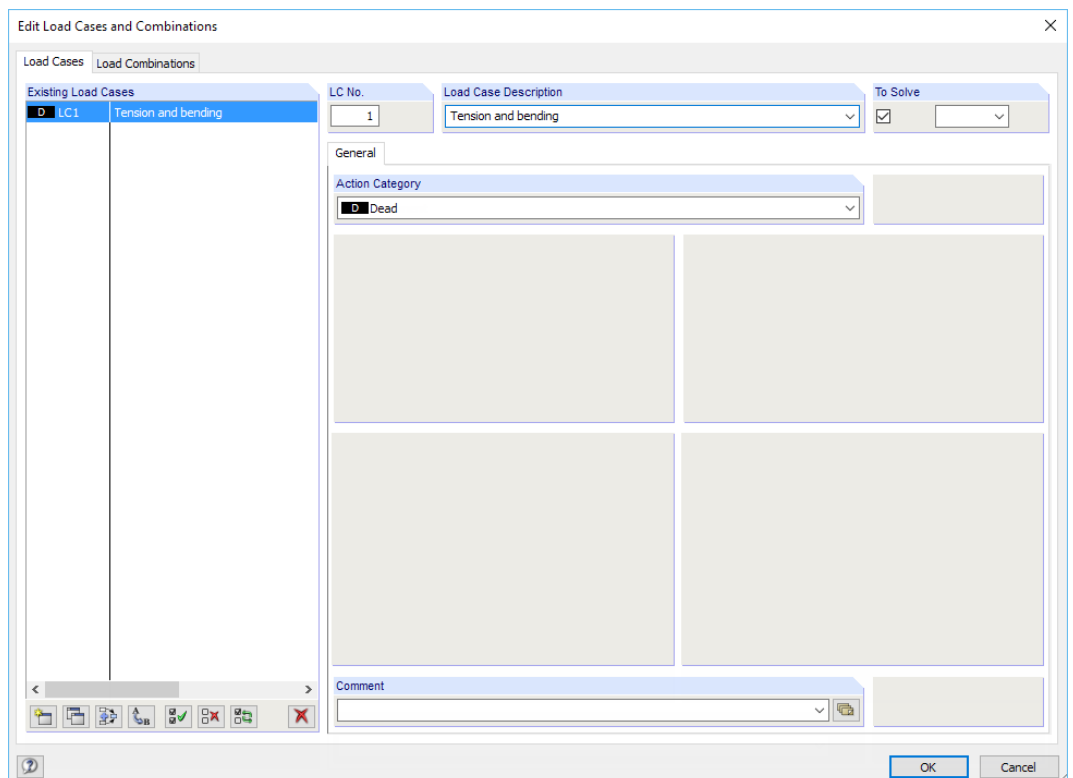 Edit Load Cases and Combinations
Load Cases Load Combinations
Existing Load Cases
D LC1 Tension and bending
LC No.
1
Load Case Description
Tension and bending
To Solve
General
Action Category
D Dead
Comment
OK Cancel